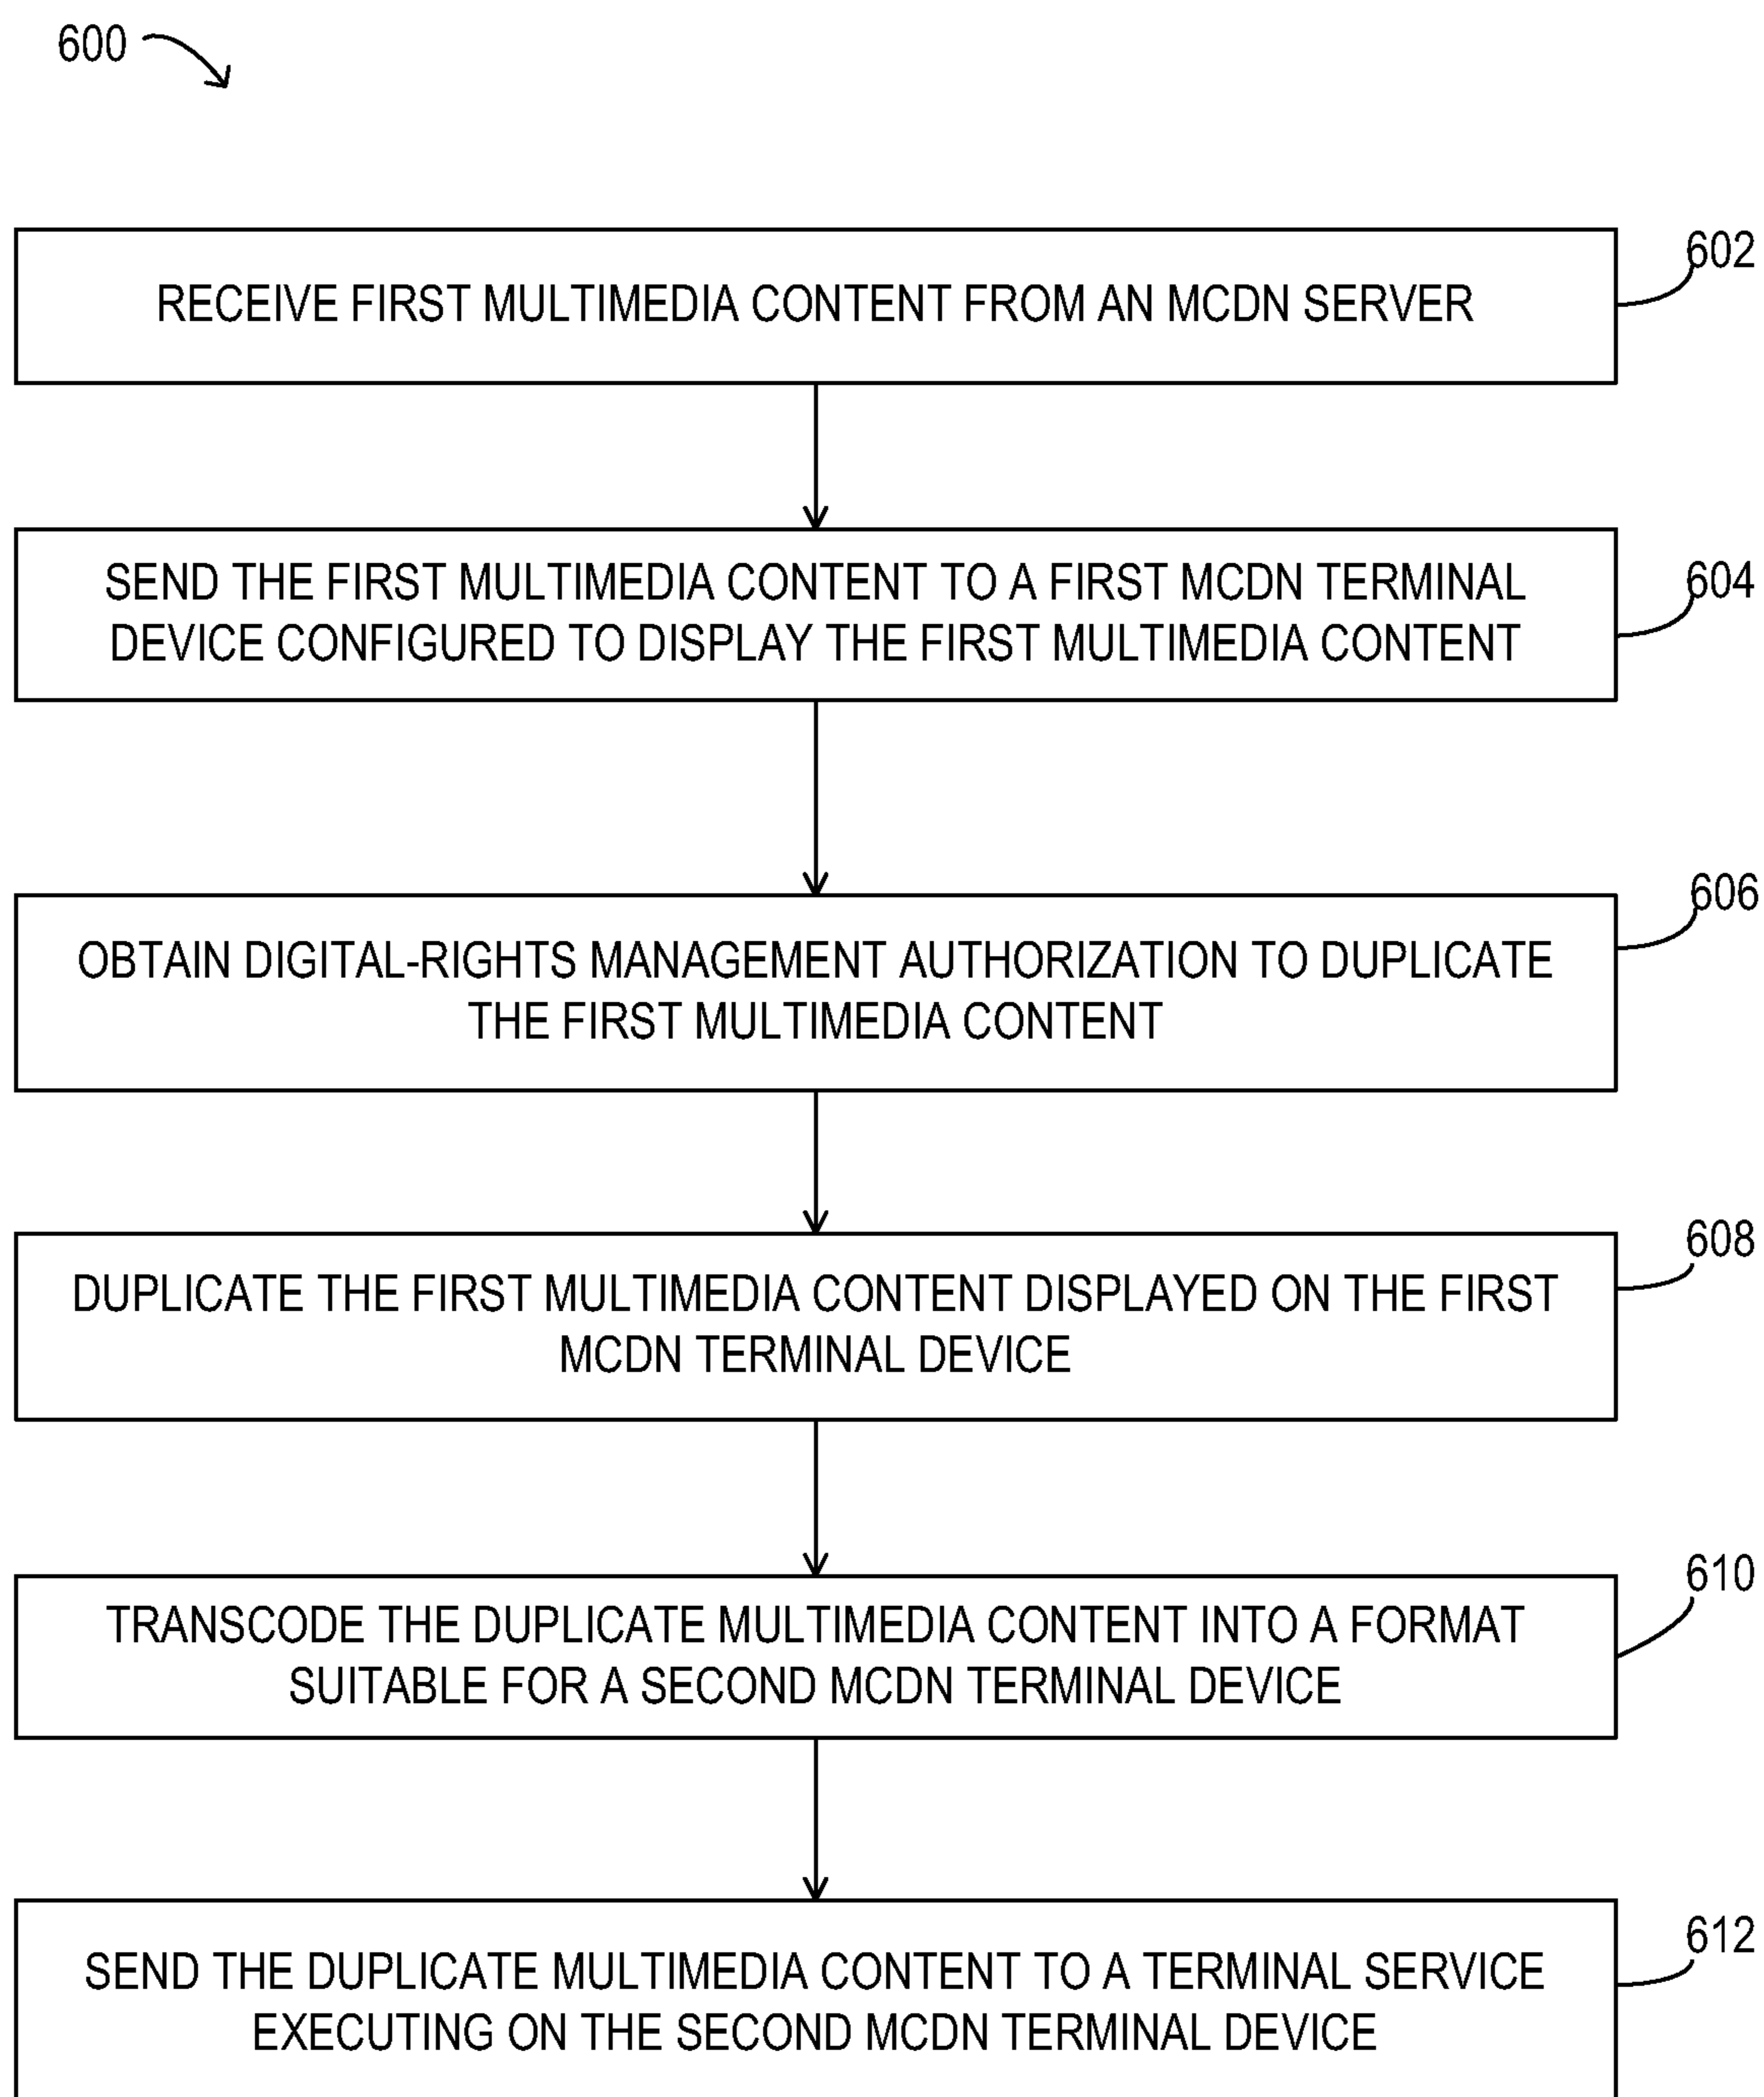 600
RECEIVE FIRST MULTIMEDIA CONTENT FROM AN MCDN SERVER
602
SEND THE FIRST MULTIMEDIA CONTENT TO A FIRST MCDN TERMINAL
DEVICE CONFIGURED TO DISPLAY THE FIRST MULTIMEDIA CONTENT
604
OBTAIN DIGITAL-RIGHTS MANAGEMENT AUTHORIZATION TO DUPLICATE
THE FIRST MULTIMEDIA CONTENT
606
DUPLICATE THE FIRST MULTIMEDIA CONTENT DISPLAYED ON THE FIRST
MCDN TERMINAL DEVICE
608
TRANSCODE THE DUPLICATE MULTIMEDIA CONTENT INTO A FORMAT
SUITABLE FOR A SECOND MCDN TERMINAL DEVICE
610
SEND THE DUPLICATE MULTIMEDIA CONTENT TO A TERMINAL SERVICE
EXECUTING ON THE SECOND MCDN TERMINAL DEVICE
612